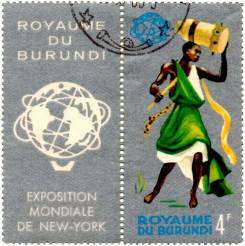 ROYAUME
DU
BURUNDI
EXPOSITION
MONDIALE
DE NEW-YORK
ROYAUME
DU BURUNDI
4F